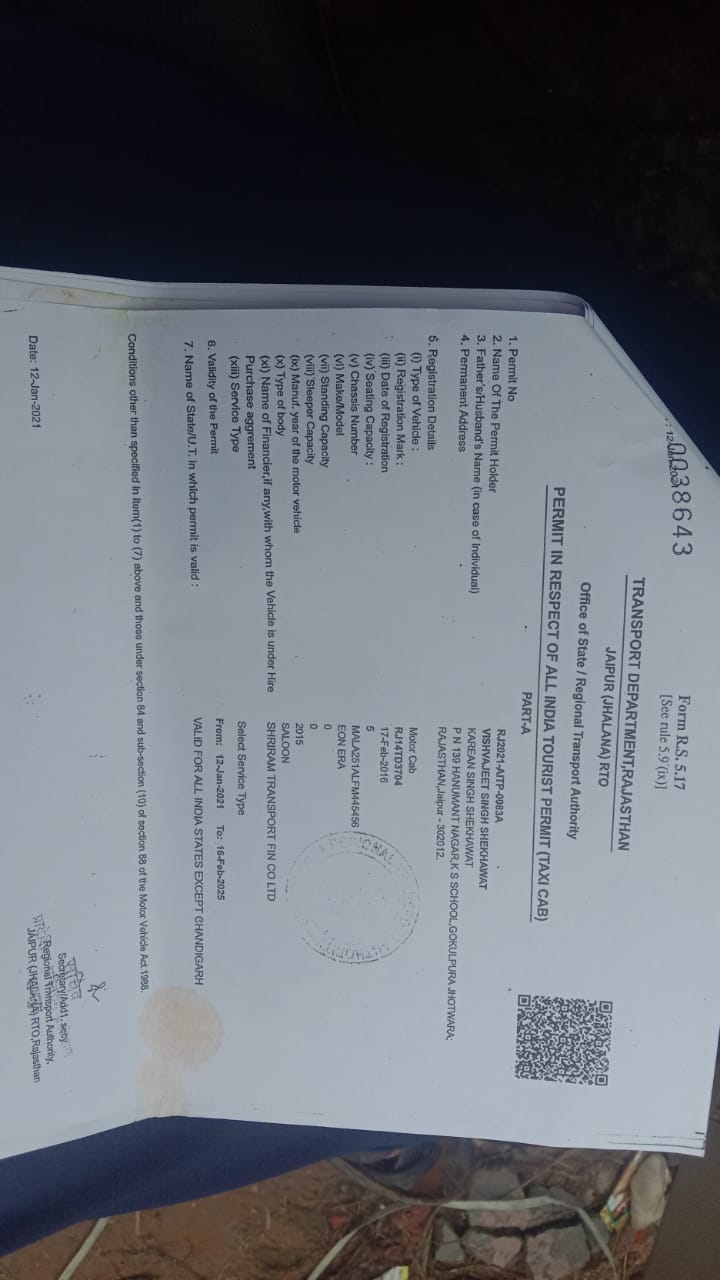 0038643
: 12-Jan-2021
Form R.S. 5.17
[See rule 5.9 (ix)]
TRANSPORT DEPARTMENT,RAJASTHAN
JAIPUR (JHALANA) RTO
Office of State / Regional Transport Authority
PERMIT IN RESPECT OF ALL INDIA TOURIST PERMIT (TAXI CAB)
PART-A
1. Permit No RJ2021-AITP-0083A
2. Name Of The Permit Holder VISHVAJEET SINGH SHEKHAWAT
3. Father's/Husband's Name (in case of Individual) KAREAN SINGH SHEKHAWAT
4. Permanent Address P N 139 HANUMANT NAGAR,K S SCHOOL,GOKULPURA JHOTWARA;
RAJASTHAN,Jaipur - 302012.
5. Registration Details
(i) Type of Vehicle : Motor Cab
(ii) Registration Mark : RJ14TD3704
(iii) Date of Registration 17-Feb-2016
(iv) Seating Capacity : 5
(v) Chassis Number MALA251ALFM445456
(vi) Make/Model EON ERA
(vii) Standing Capacity 0
(viii) Sleeper Capacity 0
(ix) Manuf. year of the motor vehicle 2015
(x) Type of body SALOON
(xi) Name of Financier,if any,with whom the Vehicle is under Hire SHRIRAM TRANSPORT FIN CO LTD
Purchase aggrement
(xiii) Service Type Select Service Type
6. Validity of the Permit From: 12-Jan-2021 To: 16-Feb-2025
7. Name of State/U.T. in which permit is valid : VALID FOR ALL INDIA STATES EXCEPT CHANDIGARH
Conditions other than specified in Item(1) to (7) above and those under section 84 and sub-section (10) of section 88 of the Motor Vehicle Act 1988.
REGIONAL
सचिव
Secretary/Addl. secy
Regional Transport Authority,
JAIPUR (JHALANA) RTO,Rajasthan
Date: 12-Jan-2021